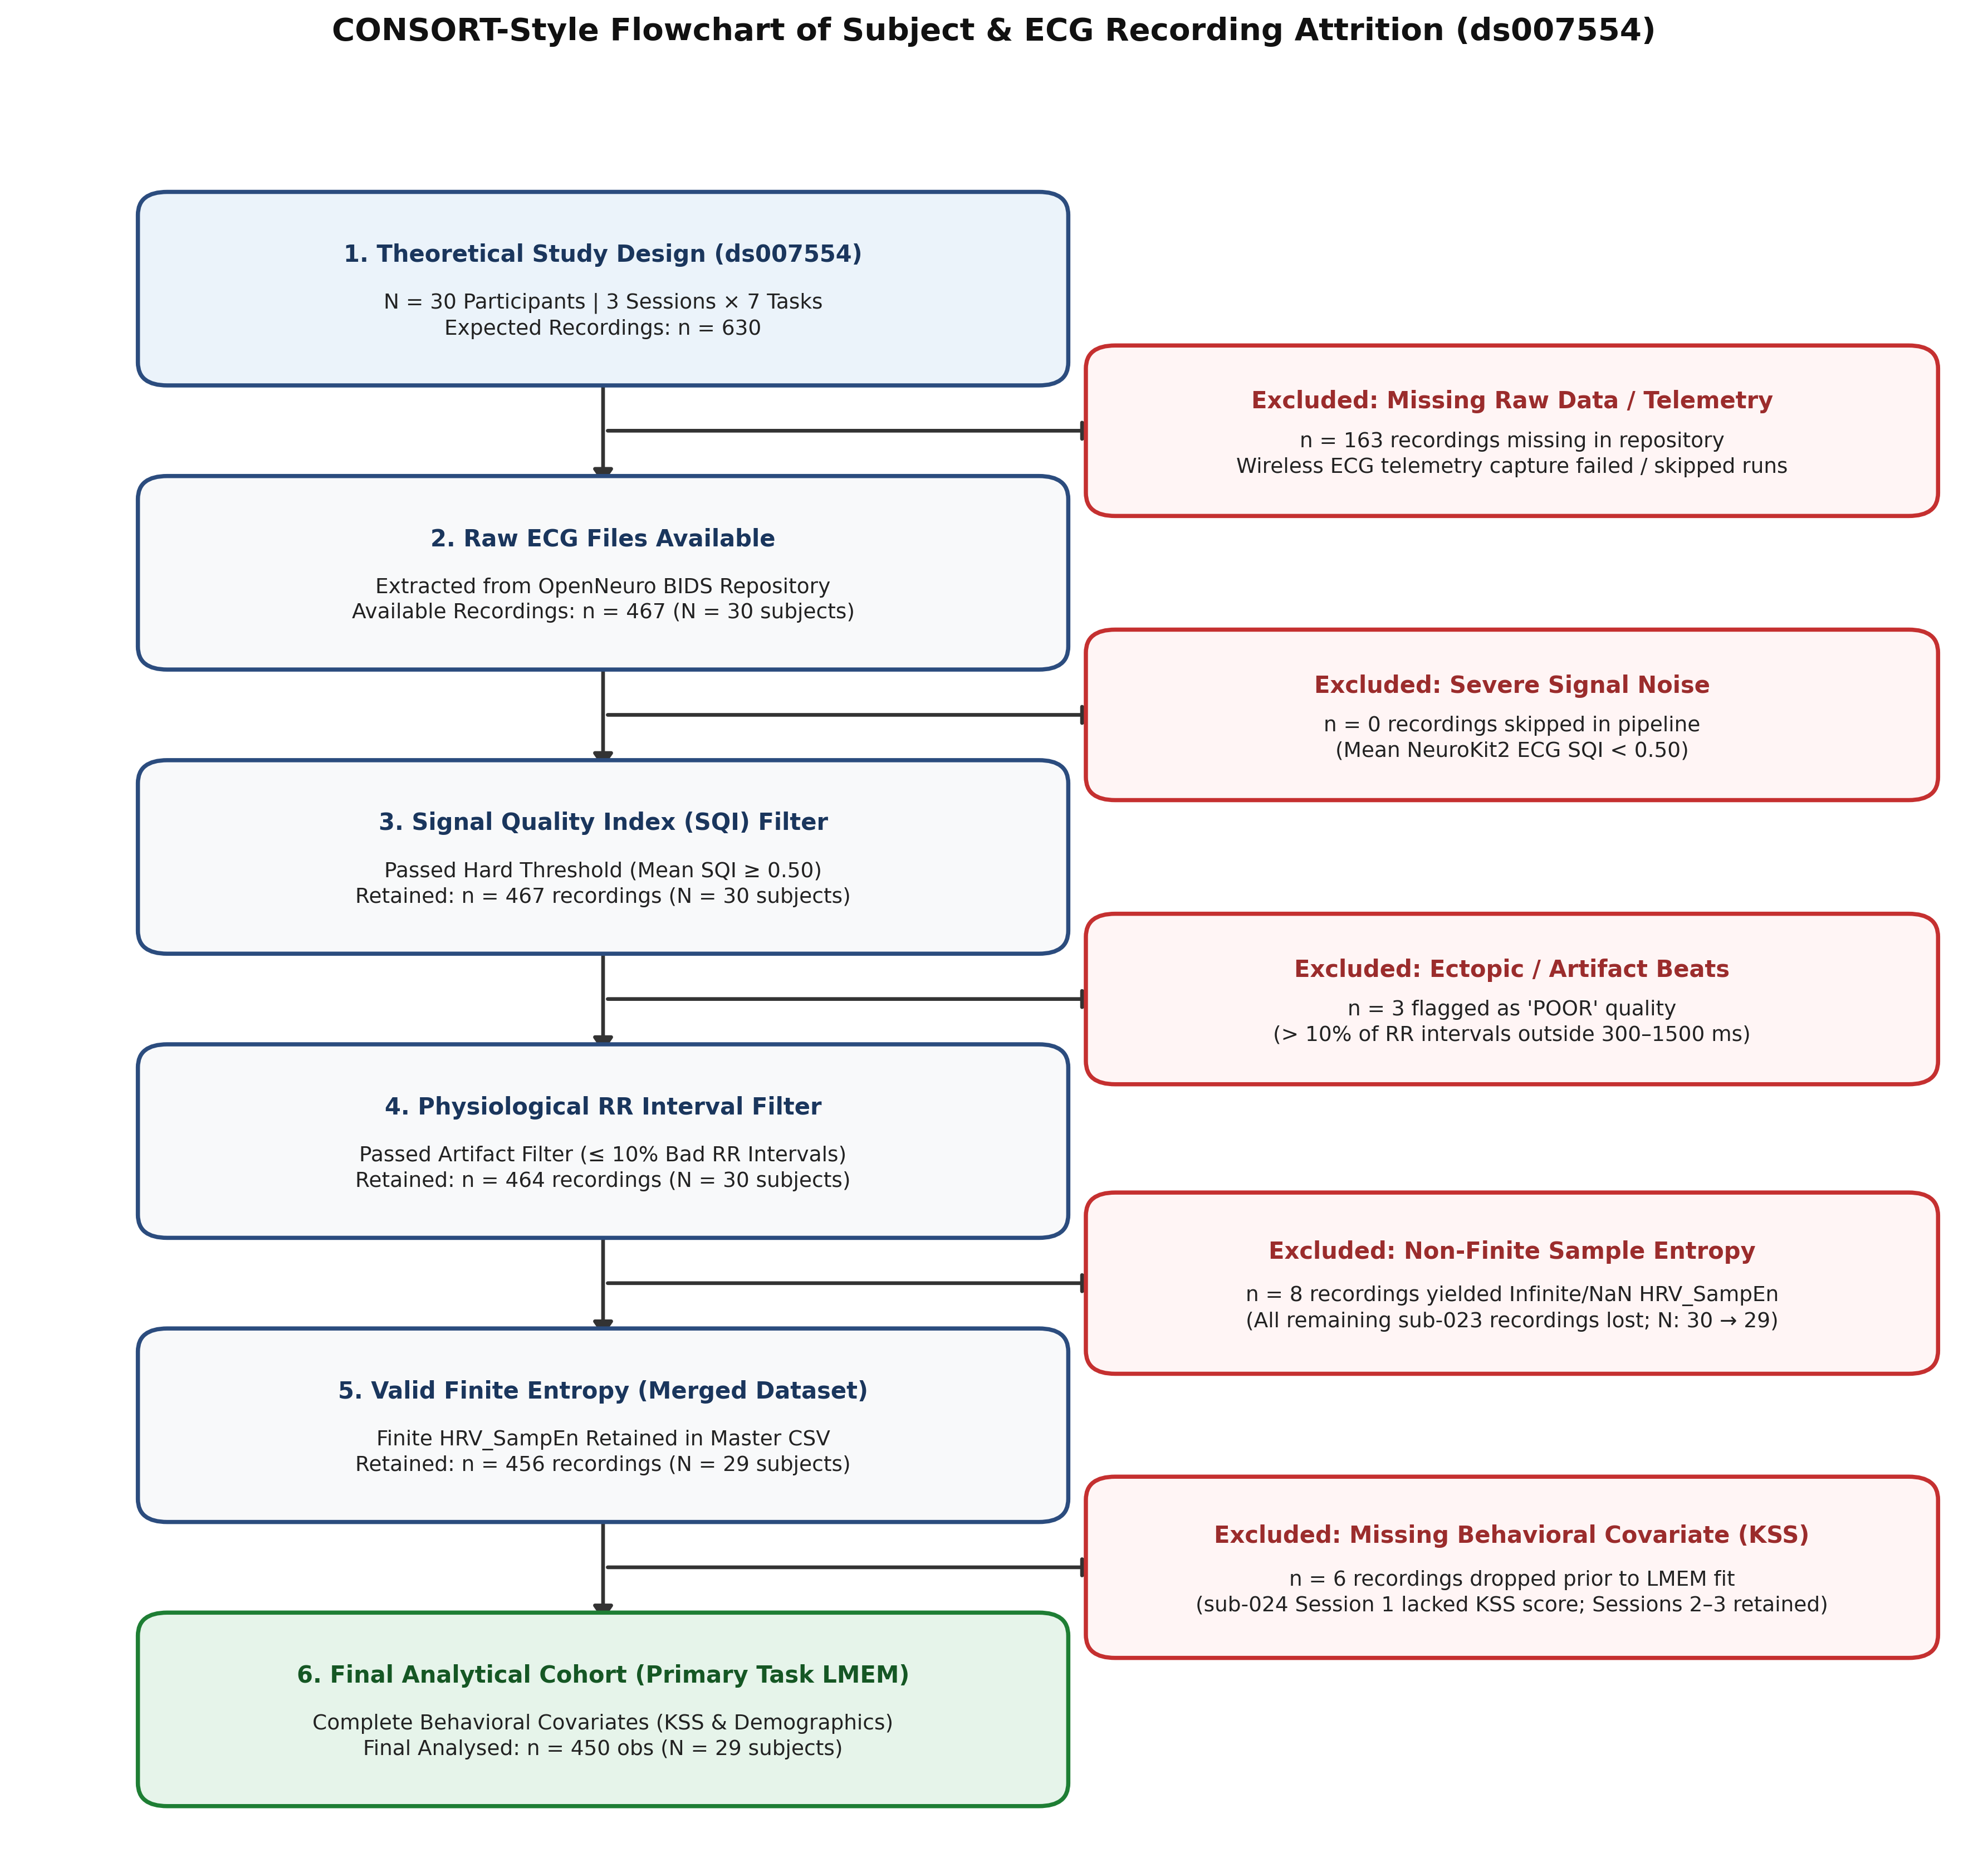 CONSORT-Style Flowchart of Subject & ECG Recording Attrition (ds007554)
1. Theoretical Study Design (ds007554)
N = 30 Participants | 3 Sessions × 7 Tasks
Expected Recordings: n = 630
Excluded: Missing Raw Data / Telemetry
n = 163 recordings missing in repository
Wireless ECG telemetry capture failed / skipped runs
2. Raw ECG Files Available
Extracted from OpenNeuro BIDS Repository
Available Recordings: n = 467 (N = 30 subjects)
Excluded: Severe Signal Noise
n = 0 recordings skipped in pipeline
(Mean NeuroKit2 ECG SQI < 0.50)
3. Signal Quality Index (SQI) Filter
Passed Hard Threshold (Mean SQI ≥ 0.50)
Retained: n = 467 recordings (N = 30 subjects)
Excluded: Ectopic / Artifact Beats
n = 3 flagged as 'POOR' quality
(> 10% of RR intervals outside 300–1500 ms)
4. Physiological RR Interval Filter
Passed Artifact Filter (≤ 10% Bad RR Intervals)
Retained: n = 464 recordings (N = 30 subjects)
Excluded: Non-Finite Sample Entropy
n = 8 recordings yielded Infinite/NaN HRV_SampEn
(All remaining sub-023 recordings lost; N: 30 → 29)
5. Valid Finite Entropy (Merged Dataset)
Finite HRV_SampEn Retained in Master CSV
Retained: n = 456 recordings (N = 29 subjects)
Excluded: Missing Behavioral Covariate (KSS)
n = 6 recordings dropped prior to LMEM fit
(sub-024 Session 1 lacked KSS score; Sessions 2–3 retained)
6. Final Analytical Cohort (Primary Task LMEM)
Complete Behavioral Covariates (KSS & Demographics)
Final Analysed: n = 450 obs (N = 29 subjects)